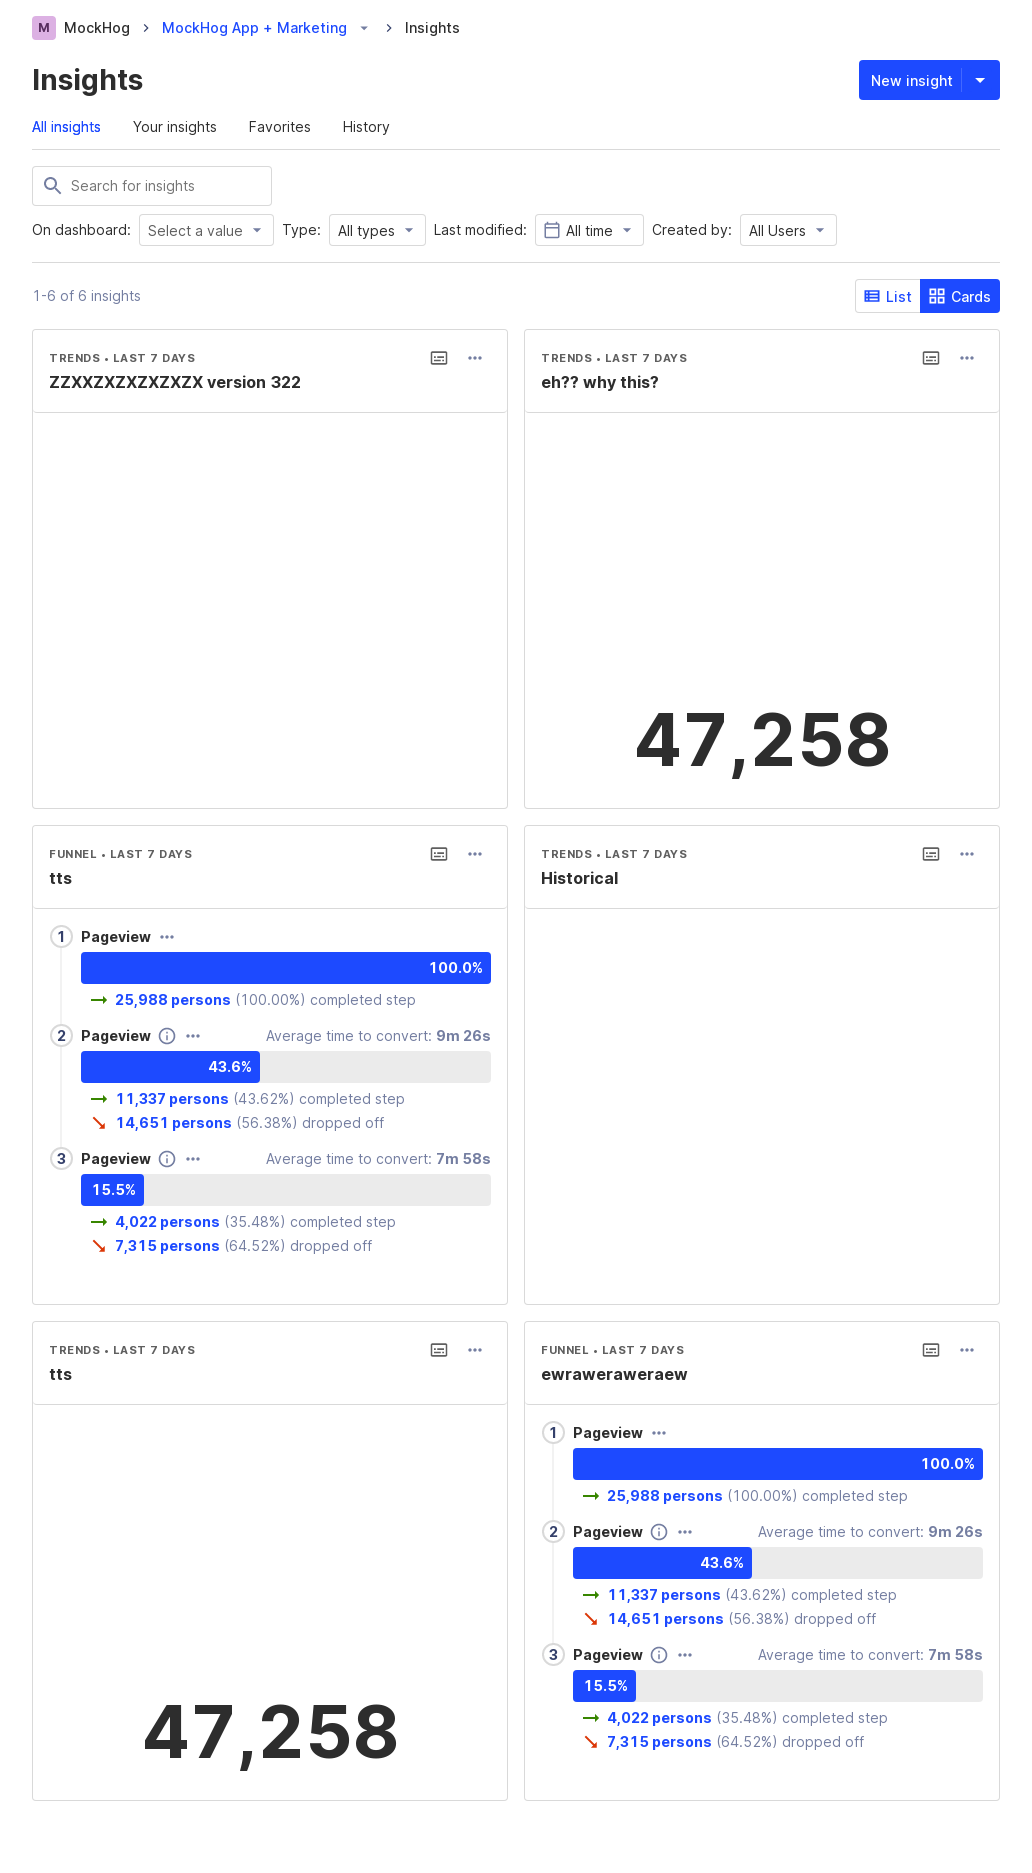 M MockHog > MockHog App + Marketing > Insights
Insights
New insight
All insights Your insights Favorites History
Search for insights
On dashboard: Select a value Type: All types Last modified: All time Created by: All Users
1-6 of 6 insights
List Cards
TRENDS • LAST 7 DAYS
ZZXXZXZXZXZXZX version 322
TRENDS • LAST 7 DAYS
eh?? why this?
47,258
FUNNEL • LAST 7 DAYS
tts
1 Pageview
100.0%
25,988 persons (100.00%) completed step
2 Pageview Average time to convert: 9m 26s
43.6%
11,337 persons (43.62%) completed step
14,651 persons (56.38%) dropped off
3 Pageview Average time to convert: 7m 58s
15.5%
4,022 persons (35.48%) completed step
7,315 persons (64.52%) dropped off
TRENDS • LAST 7 DAYS
Historical
TRENDS • LAST 7 DAYS
tts
47,258
FUNNEL • LAST 7 DAYS
ewraweraweraew
1 Pageview
100.0%
25,988 persons (100.00%) completed step
2 Pageview Average time to convert: 9m 26s
43.6%
11,337 persons (43.62%) completed step
14,651 persons (56.38%) dropped off
3 Pageview Average time to convert: 7m 58s
15.5%
4,022 persons (35.48%) completed step
7,315 persons (64.52%) dropped off